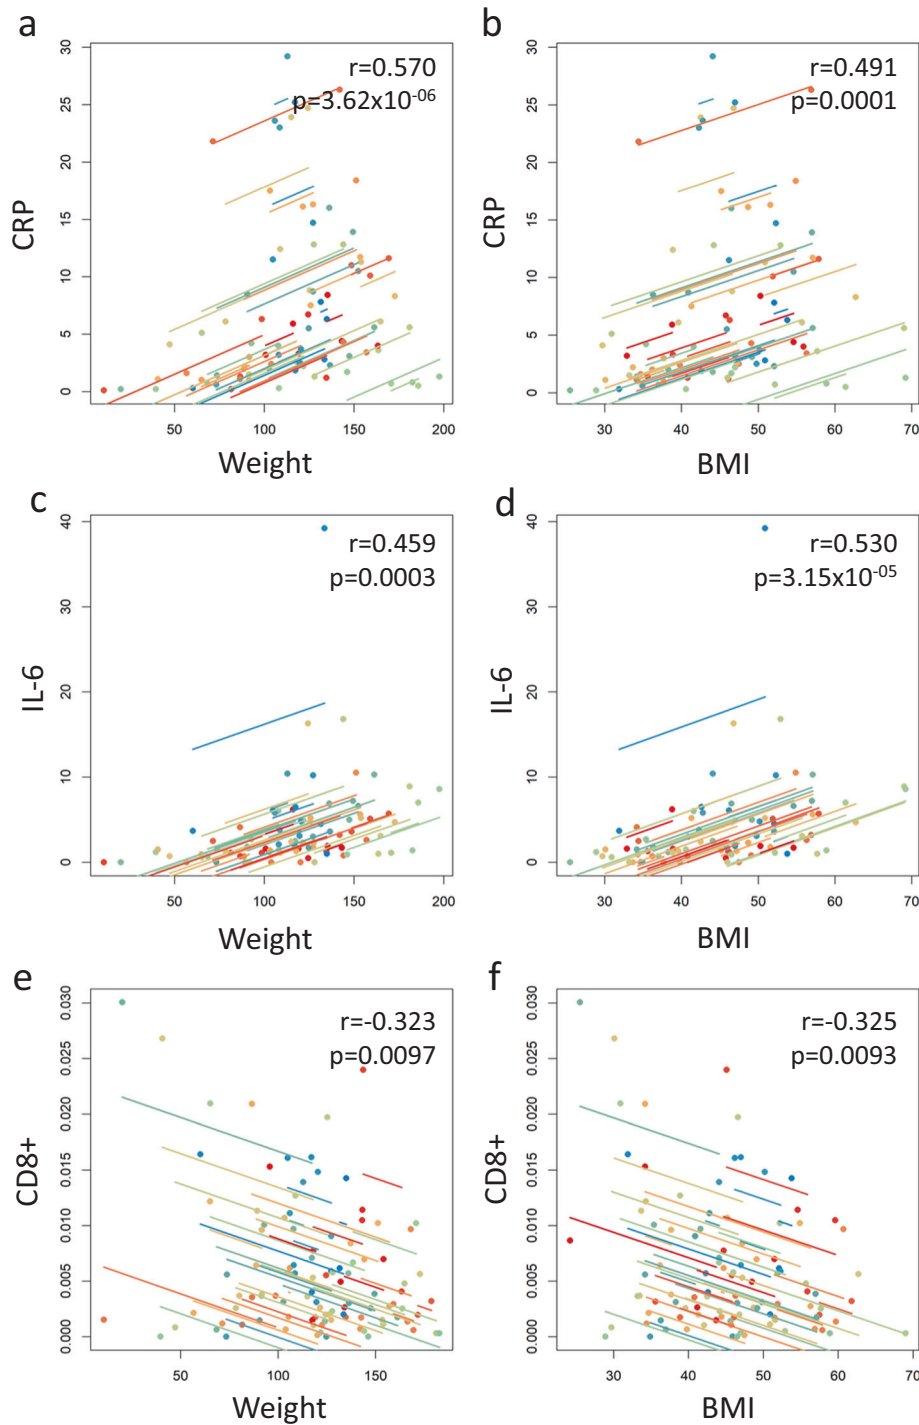 a
30
25
20
15
10
5
0
CRP
r=0.570
p=3.62x10-06
50
100
150
200
Weight
b
30
25
20
15
10
5
0
CRP
r=0.491
p=0.0001
30
40
50
60
70
BMI
c
40
30
20
10
0
IL-6
r=0.459
p=0.0003
50
100
150
200
Weight
d
40
30
20
10
0
IL-6
r=0.530
p=3.15x10-05
30
40
50
60
70
BMI
e
0.030
0.025
0.020
0.015
0.010
0.005
0.000
CD8+
r=-0.323
p=0.0097
50
100
150
Weight
f
0.030
0.025
0.020
0.015
0.010
0.005
0.000
CD8+
r=-0.325
p=0.0093
30
40
50
60
70
BMI